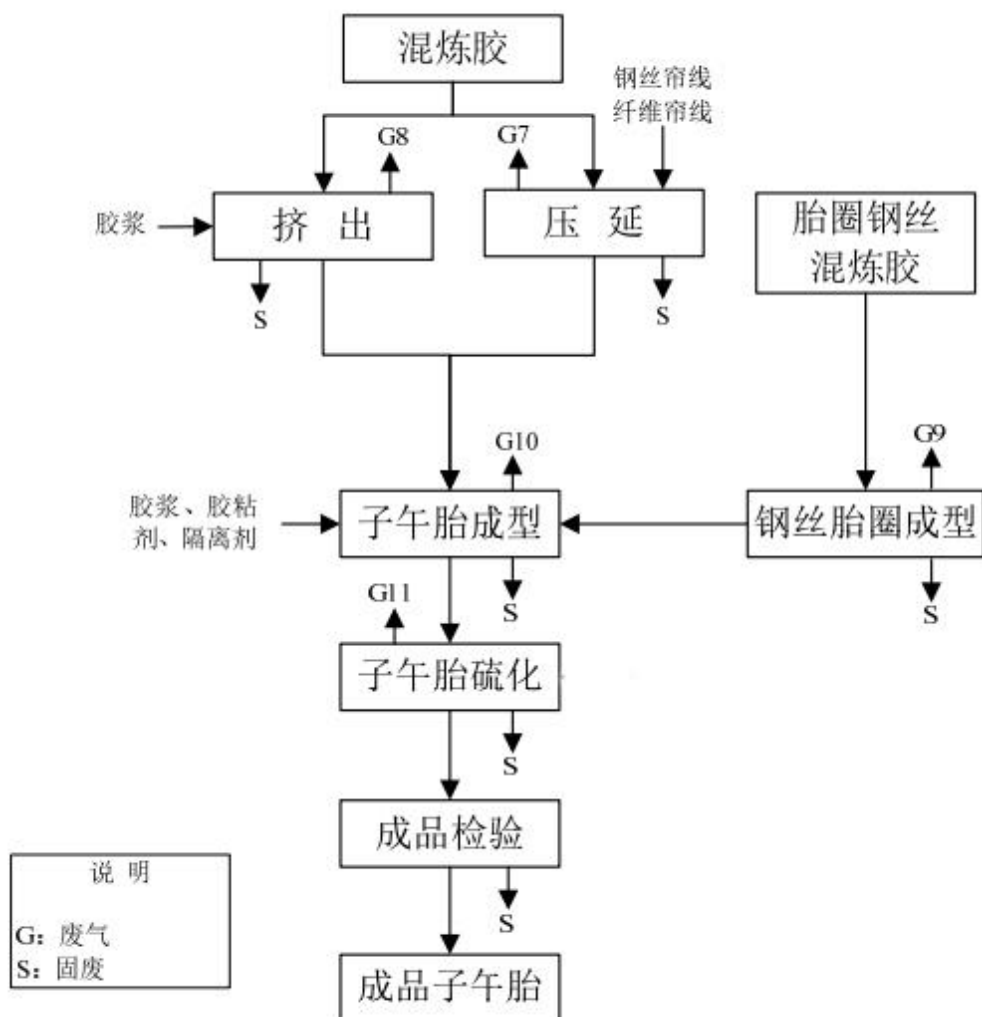 混炼胶
钢丝帘线
纤维帘线
G8
G7
胶浆
挤 出
压 延
胎圈钢丝
混炼胶
S
S
G10
G9
胶浆、胶粘
剂、隔离剂
子午胎成型
钢丝胎圈成型
G11
S
S
子午胎硫化
S
成品检验
说 明
S
G：废气
S：固废
成品子午胎